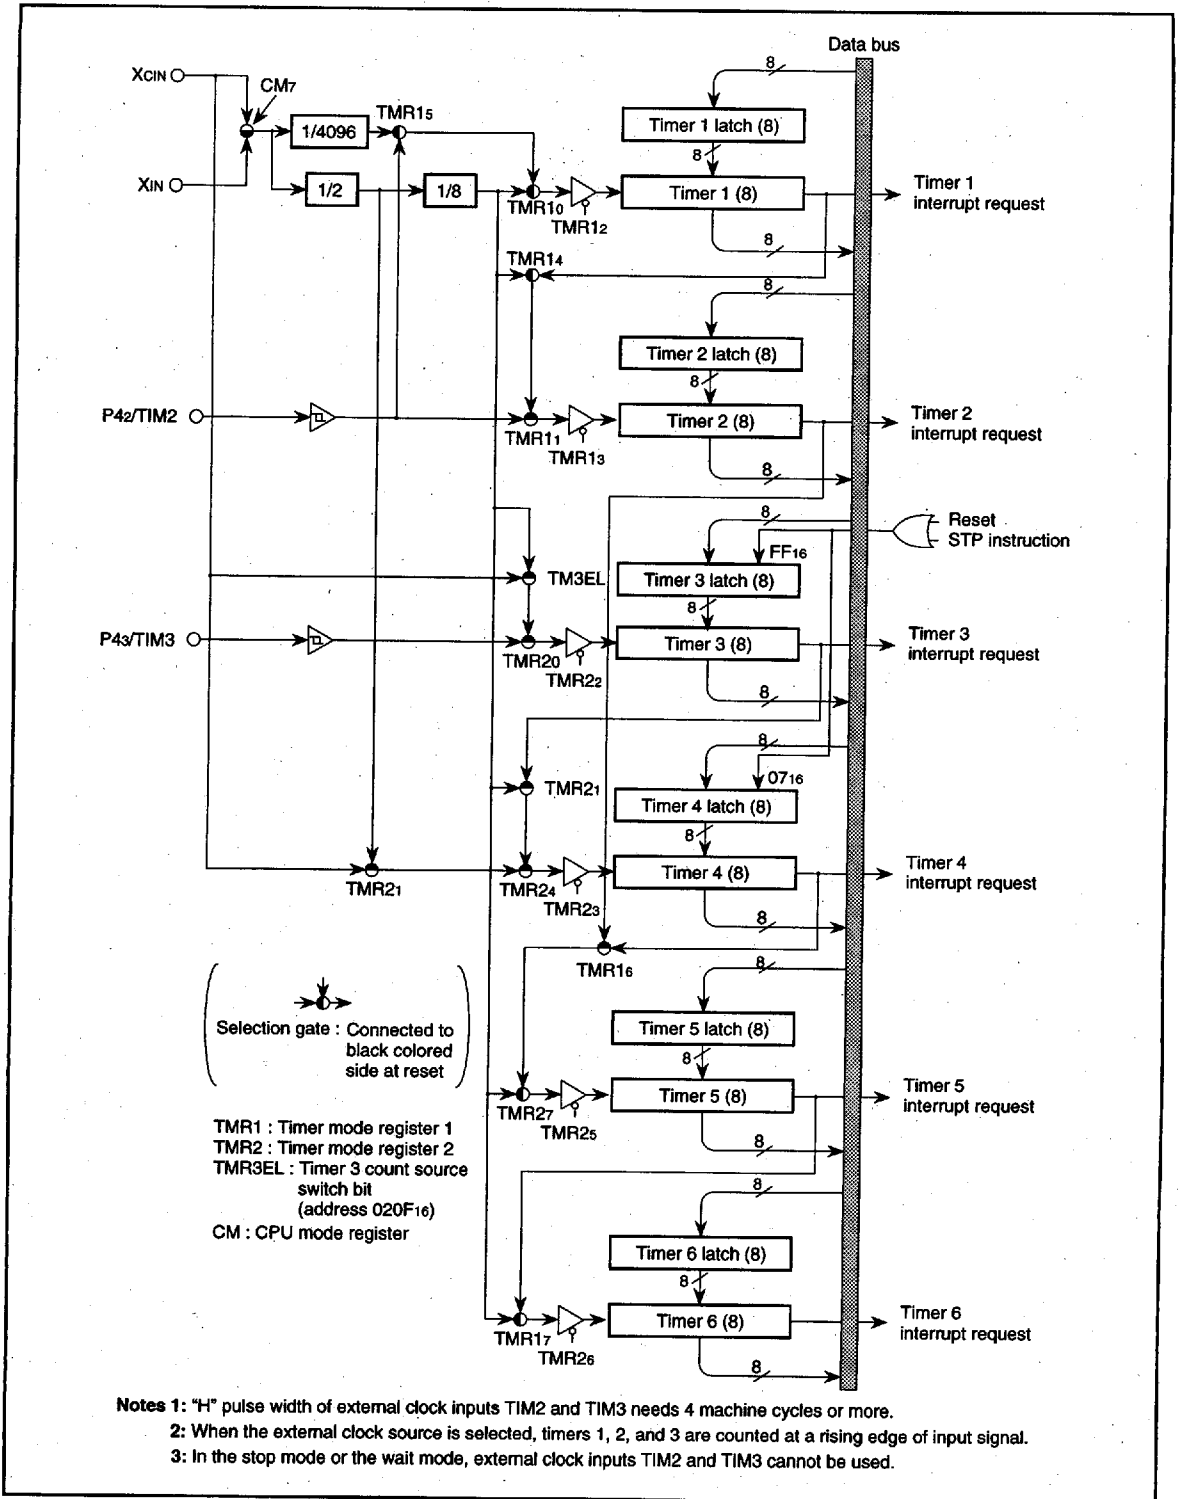 Data bus
XCIN
CM7
TMR15
8
1/4096
Timer 1 latch (8)
8
XIN
1/2
1/8
TMR10
TMR12
Timer 1 (8)
Timer 1
interrupt request
8
TMR14
8
Timer 2 latch (8)
8
P42/TIM2
TMR11
TMR13
Timer 2 (8)
Timer 2
interrupt request
8
8
Reset
STP instruction
FF16
TM3EL
Timer 3 latch (8)
8
P43/TIM3
TMR20
TMR22
Timer 3 (8)
Timer 3
interrupt request
8
8
0716
TMR21
Timer 4 latch (8)
8
TMR21
TMR24
TMR23
Timer 4 (8)
Timer 4
interrupt request
8
TMR16
8
Selection gate : Connected to
black colored
side at reset
Timer 5 latch (8)
8
TMR27
TMR25
Timer 5 (8)
Timer 5
interrupt request
8
TMR1 : Timer mode register 1
TMR2 : Timer mode register 2
TMR3EL : Timer 3 count source
switch bit
(address 020F16)
CM : CPU mode register
8
Timer 6 latch (8)
8
TMR17
TMR26
Timer 6 (8)
Timer 6
interrupt request
8
Notes 1: "H" pulse width of external clock inputs TIM2 and TIM3 needs 4 machine cycles or more.
2: When the external clock source is selected, timers 1, 2, and 3 are counted at a rising edge of input signal.
3: In the stop mode or the wait mode, external clock inputs TIM2 and TIM3 cannot be used.